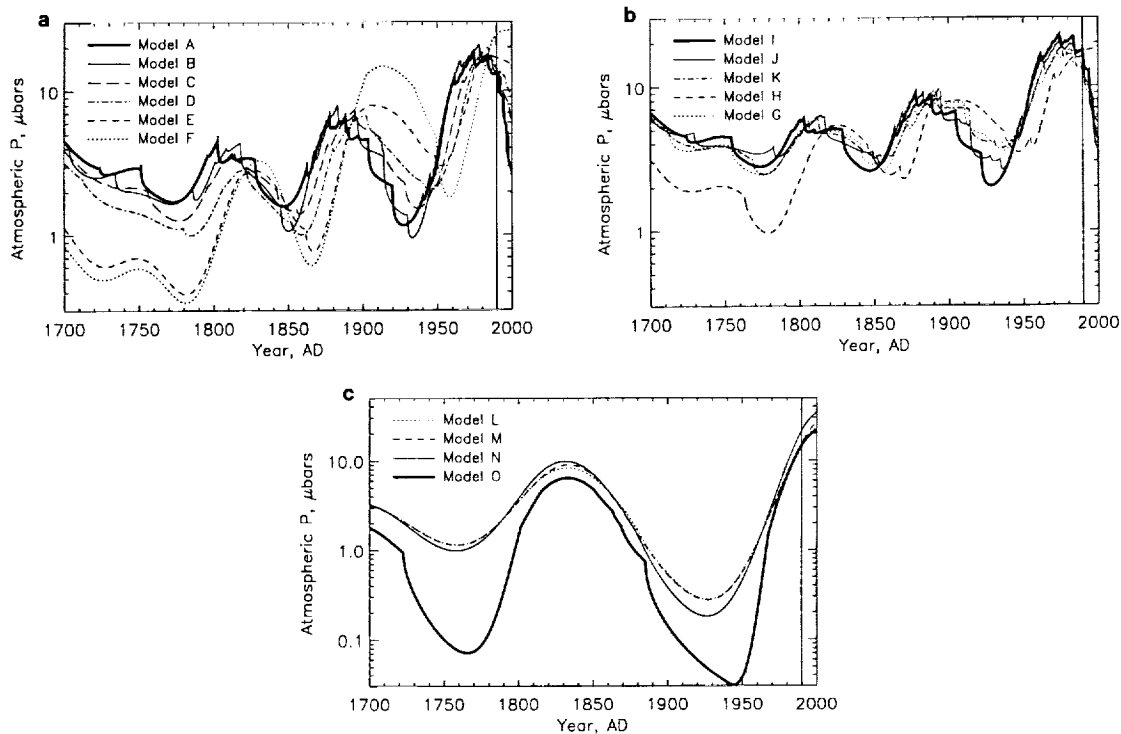 a
Model A
Model B
Model C
Model D
Model E
Model F
10
1
Atmospheric P, μbars
1700 1750 1800 1850 1900 1950 2000
Year, AD
b
Model I
Model J
Model K
Model H
Model G
10
1
Atmospheric P, μbars
1700 1750 1800 1850 1900 1950 2000
Year, AD
c
Model L
Model M
Model N
Model O
10.0
1.0
0.1
Atmospheric P, μbars
1700 1750 1800 1850 1900 1950 2000
Year, AD